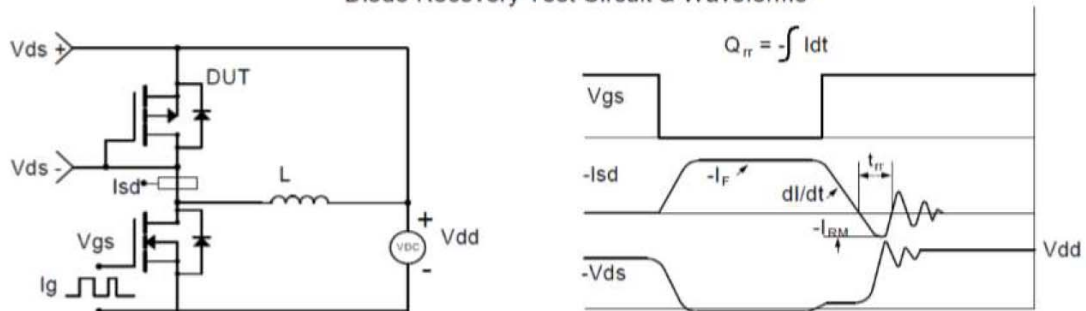 Diode Recovery Test Circuit & Waveforms
Vds +
DUT
Vds -
Isd
L
Vgs
Ig
+
VDC
-
Vdd
Qrr = -∫ Idt
Vgs
-Isd
-IF
dI/dt
trr
-IRM
Vdd
-Vds